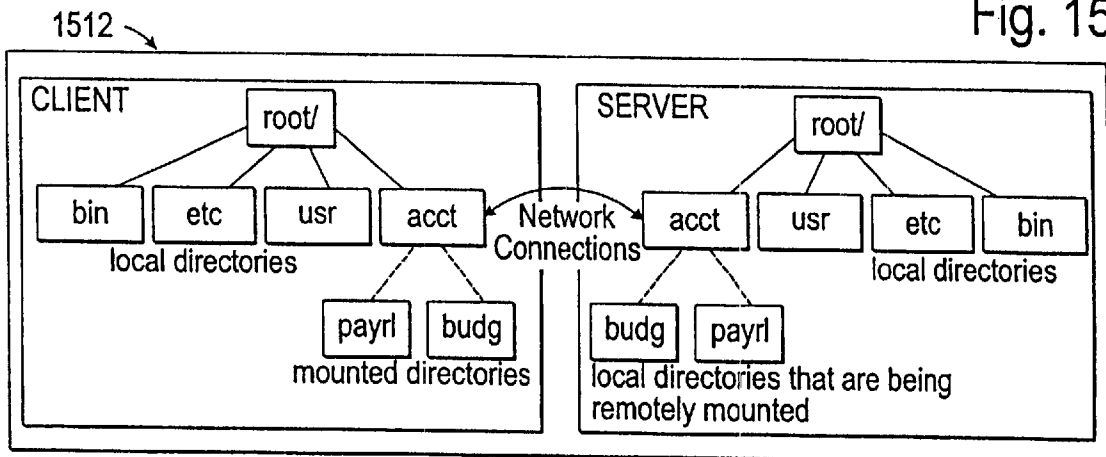 Fig. 15
1512
CLIENT
root/
bin
etc
usr
acct
local directories
payrl
budg
mounted directories
Network
Connections
SERVER
root/
acct
usr
etc
bin
local directories
budg
payrl
local directories that are being
remotely mounted